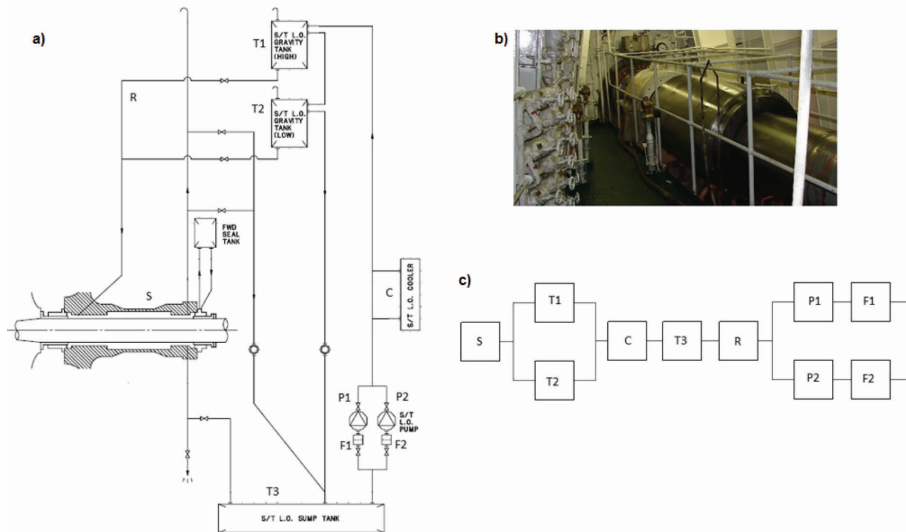 a)
T1
S/T L.O.
GRAVITY
TANK
(HIGH)
R
T2
S/T L.O.
GRAVITY
TANK
(LOW)
FWD
SEAL
TANK
S
C
S/T L.O. COOLER
P1
P2
S/T
L.O.
PUMP
F1
F2
T3
S/T L.O. SUMP TANK
b)
c)
S
T1
T2
C
T3
R
P1
F1
P2
F2